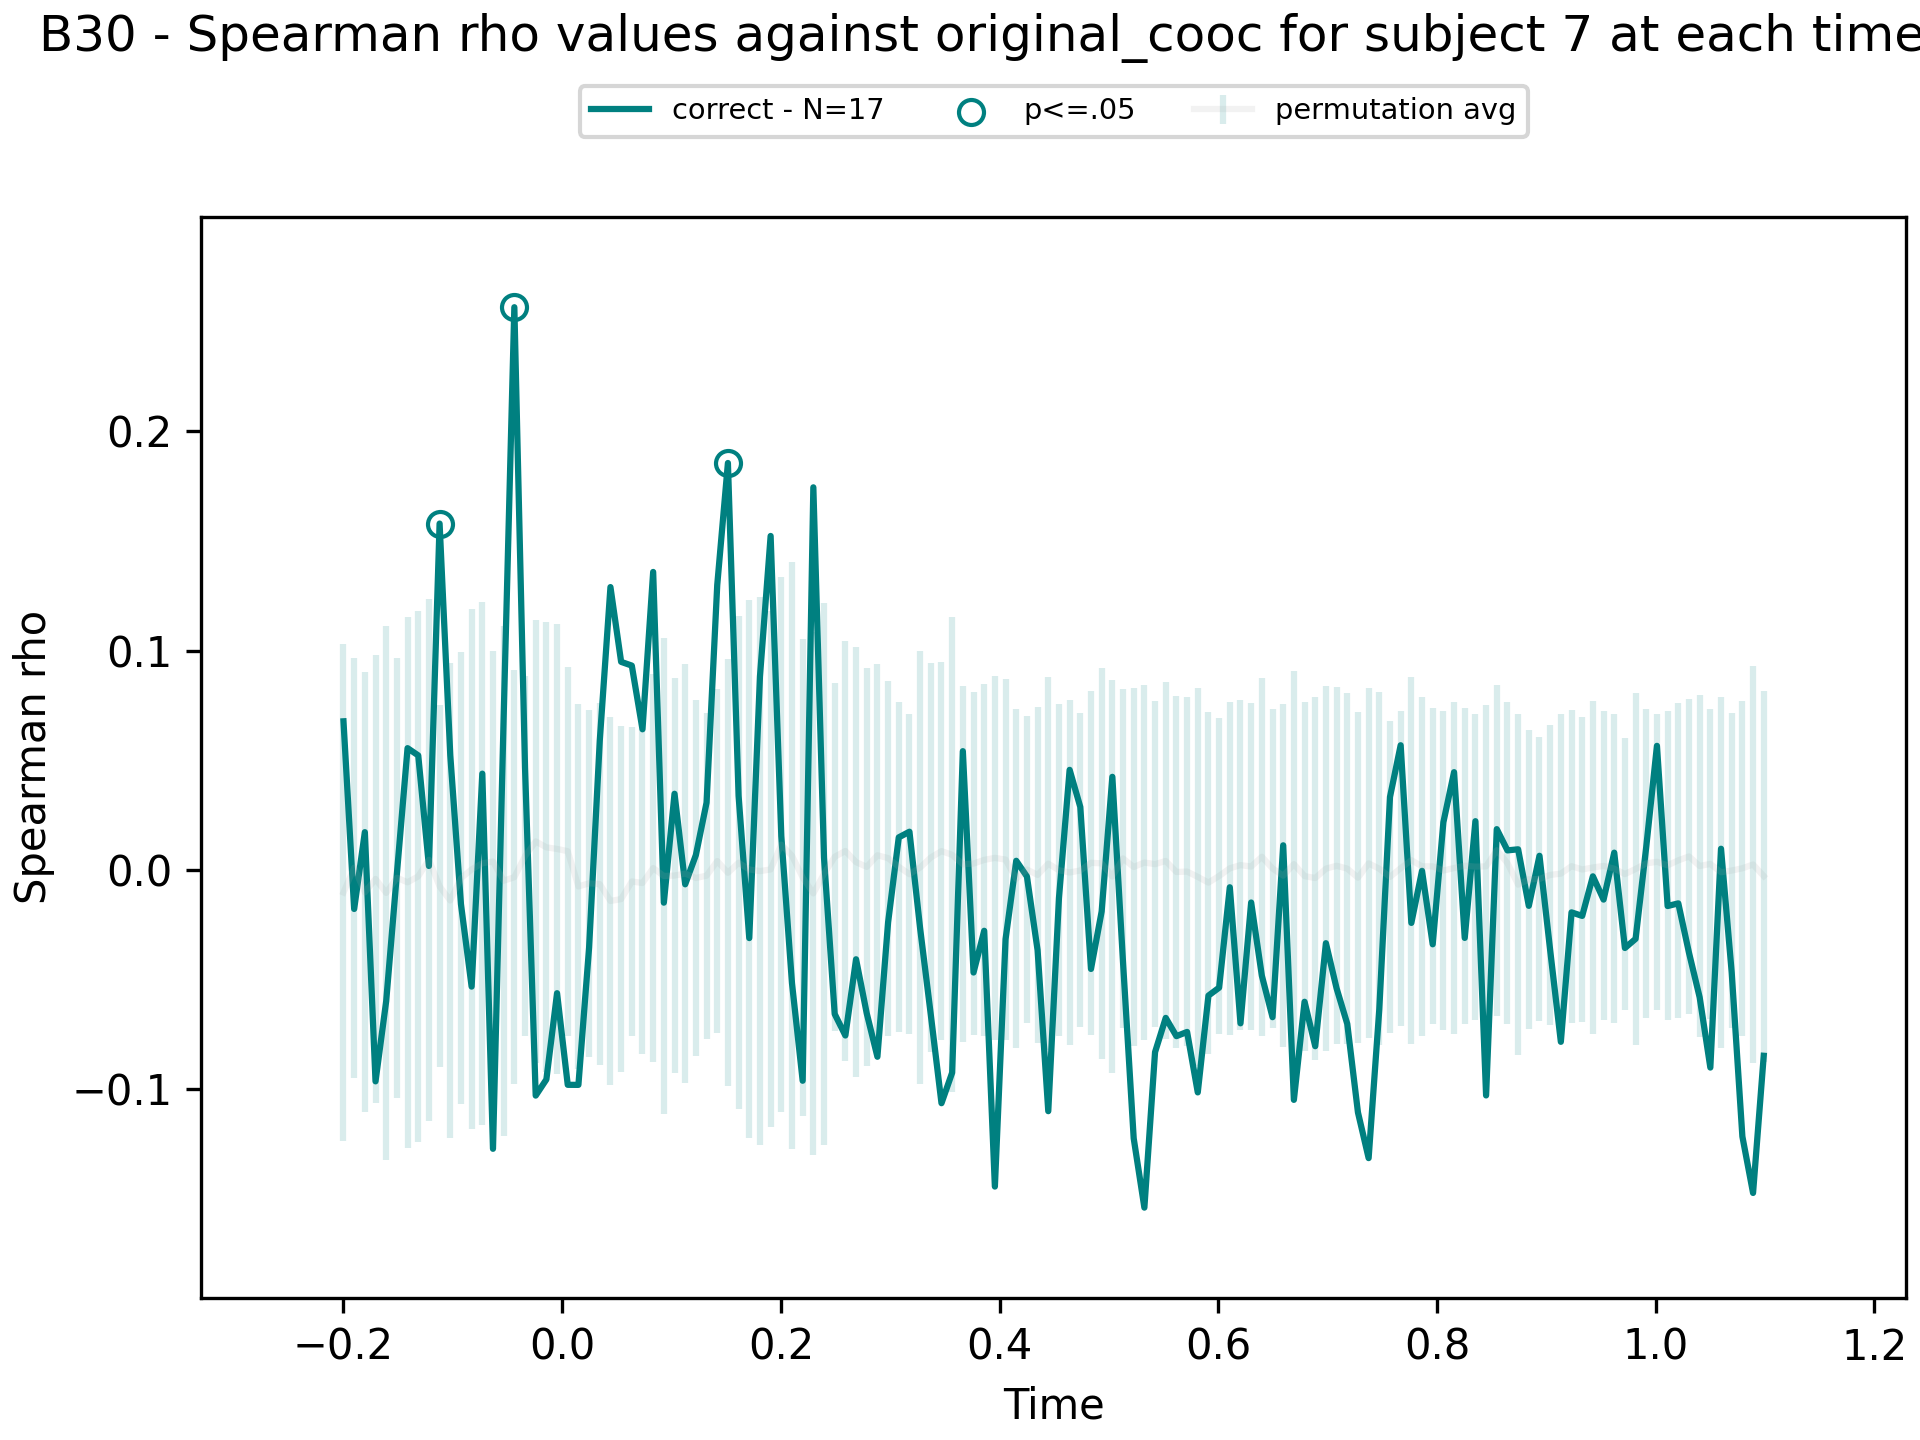 B30 - Spearman rho values against original_cooc for subject 7 at each time
correct - N=17 p<=.05 permutation avg
Spearman rho
0.2
0.1
0.0
−0.1
−0.2 0.0 0.2 0.4 0.6 0.8 1.0 1.2
Time